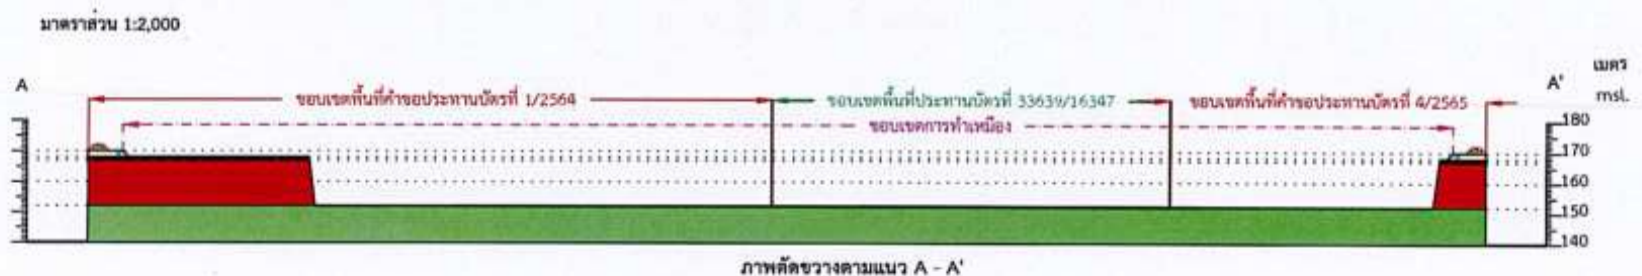 มาตราส่วน 1:2,000
A
A'
เมตร
msl.
ขอบเขตพื้นที่คำขอประทานบัตรที่ 1/2564
ขอบเขตพื้นที่ประทานบัตรที่ 33639/16347
ขอบเขตพื้นที่คำขอประทานบัตรที่ 4/2565
ขอบเขตการทำเหมือง
180
170
160
150
140
ภาพตัดขวางตามแนว A - A'